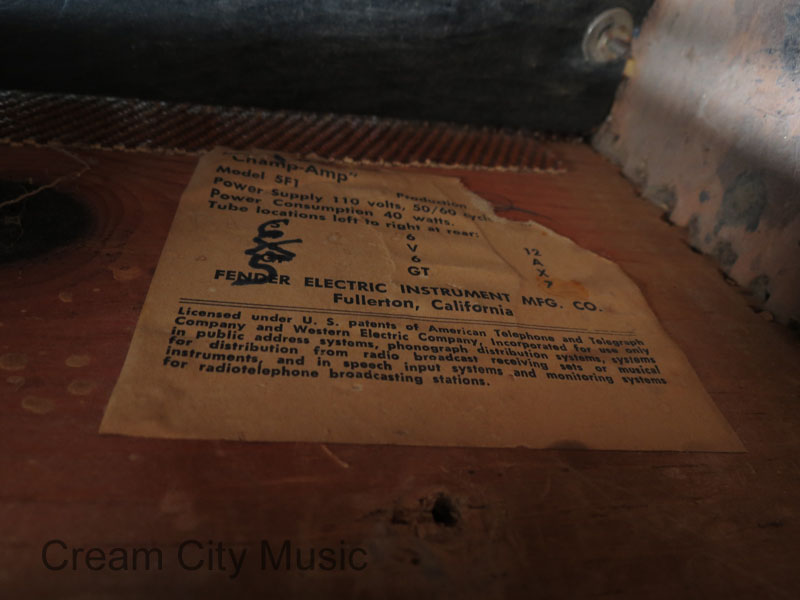 "Champ-Amp"
Model 5F1 Production
Power Supply 110 volts, 50/60
Power Consumption 40 watts.
Tube locations left to right at rear:
6 12
V A
6 X
GT 7
FENDER ELECTRIC INSTRUMENT MFG. CO.
Fullerton, California
Licensed under U. S. patents of American Telephone and Telegraph
Company and Western Electric Company, Incorporated for use only
in public address systems, phonograph distribution systems, systems
for distribution from radio broadcast receiving sets or musical
instruments, and in speech input systems and monitoring systems
for radiotelephone broadcasting stations.
Cream City Music